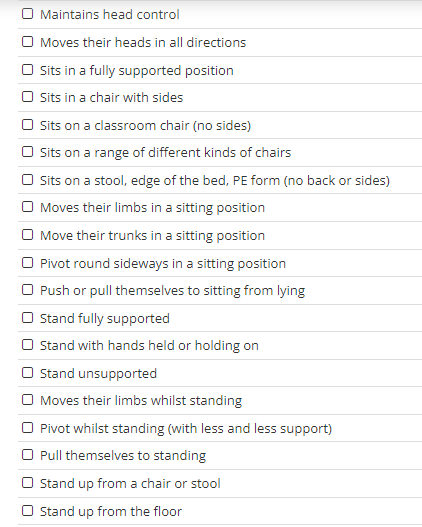 Maintains head control
Moves their heads in all directions
Sits in a fully supported position
Sits in a chair with sides
Sits on a classroom chair (no sides)
Sits on a range of different kinds of chairs
Sits on a stool, edge of the bed, PE form (no back or sides)
Moves their limbs in a sitting position
Move their trunks in a sitting position
Pivot round sideways in a sitting position
Push or pull themselves to sitting from lying
Stand fully supported
Stand with hands held or holding on
Stand unsupported
Moves their limbs whilst standing
Pivot whilst standing (with less and less support)
Pull themselves to standing
Stand up from a chair or stool
Stand up from the floor